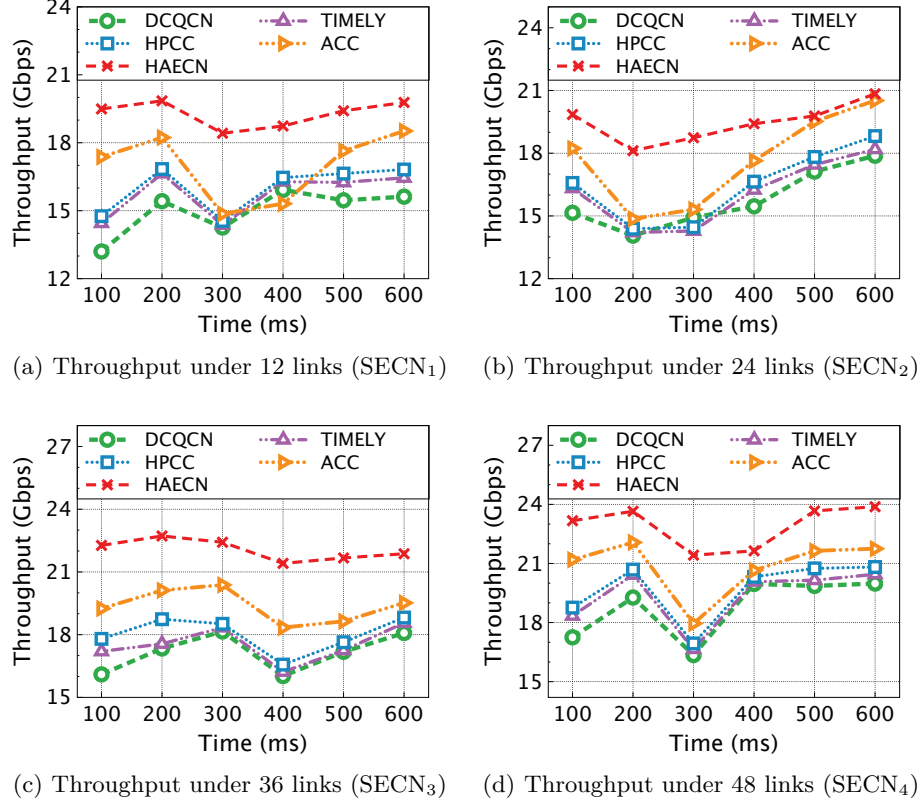 24
21
18
15
12
Throughput (Gbps)
DCQCN
HPCC
HAECN
TIMELY
ACC
100 200 300 400 500 600
Time (ms)
(a) Throughput under 12 links (SECN₁)
24
21
18
15
12
Throughput (Gbps)
DCQCN
HPCC
HAECN
TIMELY
ACC
100 200 300 400 500 600
Time (ms)
(b) Throughput under 24 links (SECN₂)
27
24
21
18
15
Throughput (Gbps)
DCQCN
HPCC
HAECN
TIMELY
ACC
100 200 300 400 500 600
Time (ms)
(c) Throughput under 36 links (SECN₃)
27
24
21
18
15
Throughput (Gbps)
DCQCN
HPCC
HAECN
TIMELY
ACC
100 200 300 400 500 600
Time (ms)
(d) Throughput under 48 links (SECN₄)